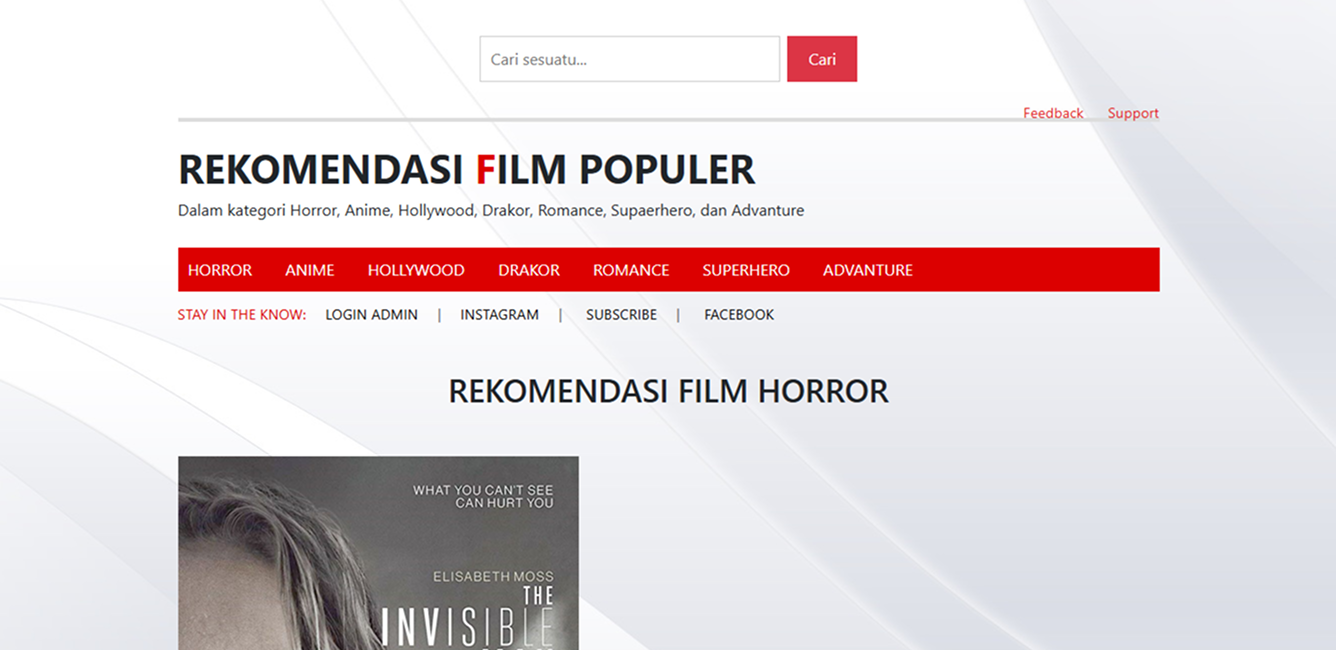 Cari sesuatu...
Cari
Feedback Support
REKOMENDASI FILM POPULER
Dalam kategori Horror, Anime, Hollywood, Drakor, Romance, Supaerhero, dan Advanture
HORROR ANIME HOLLYWOOD DRAKOR ROMANCE SUPERHERO ADVANTURE
STAY IN THE KNOW: LOGIN ADMIN | INSTAGRAM | SUBSCRIBE | FACEBOOK
REKOMENDASI FILM HORROR
WHAT YOU CAN'T SEE
CAN HURT YOU
ELISABETH MOSS
THE
INVISIBLE